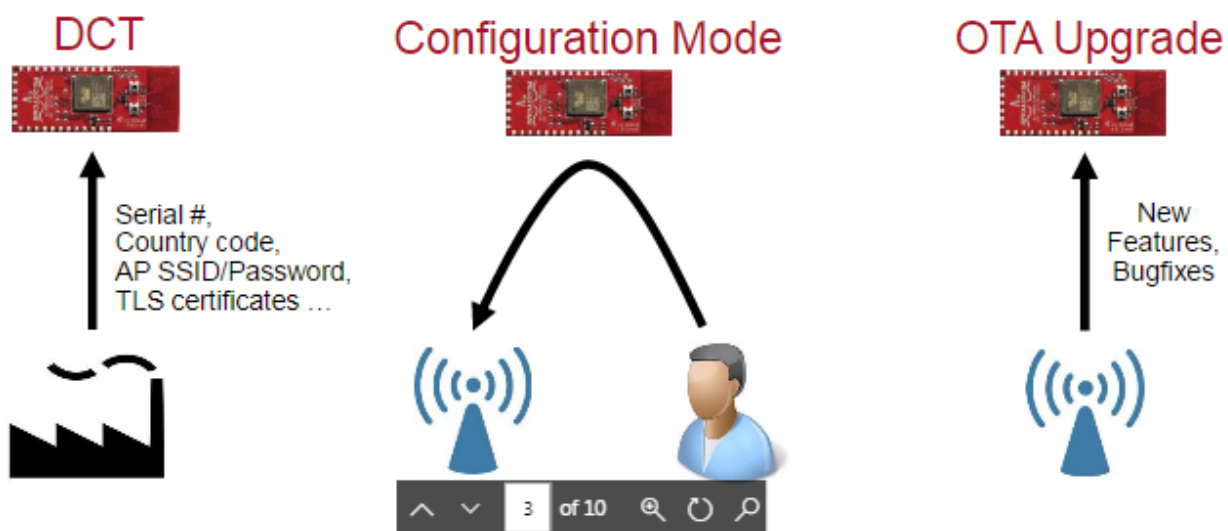 DCT
Configuration Mode
OTA Upgrade
Serial #,
Country code,
AP SSID/Password,
TLS certificates ...
New
Features,
Bugfixes
3 of 10